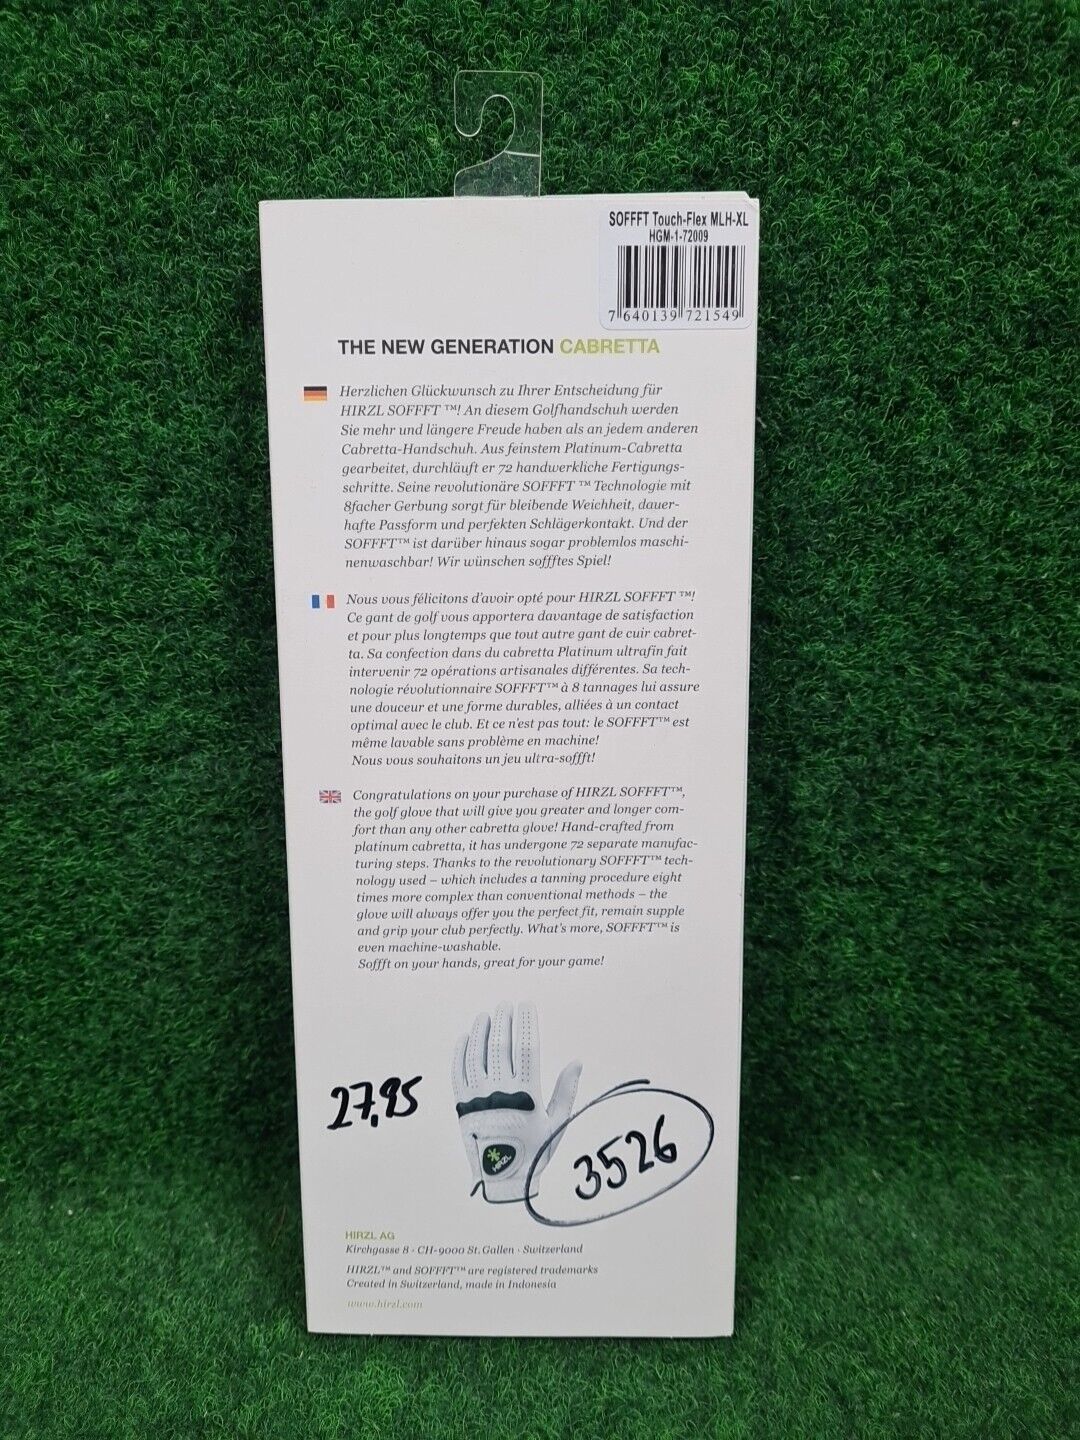 SOFFFT Touch-Flex MLH-XL
HGM-1-72009
7 640139 721549
THE NEW GENERATION CABRETTA
Herzlichen Glückwunsch zu Ihrer Entscheidung für
HIRZL SOFFFT ™! An diesem Golfhandschuh werden
Sie mehr und längere Freude haben als an jedem anderen
Cabretta-Handschuh. Aus feinstem Platinum-Cabretta
gearbeitet, durchläuft er 72 handwerkliche Fertigungs-
schritte. Seine revolutionäre SOFFFT ™ Technologie mit
8facher Gerbung sorgt für bleibende Weichheit, dauer-
hafte Passform und perfekten Schlägerkontakt. Und der
SOFFFT™ ist darüber hinaus sogar problemlos maschi-
nenwaschbar! Wir wünschen soffftes Spiel!
Nous vous félicitons d'avoir opté pour HIRZL SOFFFT ™!
Ce gant de golf vous apportera davantage de satisfaction
et pour plus longtemps que tout autre gant de cuir cabret-
ta. Sa confection dans du cabretta Platinum ultrafin fait
intervenir 72 opérations artisanales différentes. Sa tech-
nologie révolutionnaire SOFFFT™ à 8 tannages lui assure
une douceur et une forme durables, alliées à un contact
optimal avec le club. Et ce n'est pas tout: le SOFFFT™ est
même lavable sans problème en machine!
Nous vous souhaitons un jeu ultra-soffft!
Congratulations on your purchase of HIRZL SOFFFT™,
the golf glove that will give you greater and longer com-
fort than any other cabretta glove! Hand-crafted from
platinum cabretta, it has undergone 72 separate manufac-
turing steps. Thanks to the revolutionary SOFFFT™ tech-
nology used – which includes a tanning procedure eight
times more complex than conventional methods – the
glove will always offer you the perfect fit, remain supple
and grip your club perfectly. What's more, SOFFFT™ is
even machine-washable.
Soffft on your hands, great for your game!
27,95
HIRZL
3526
HIRZL AG
Kirchgasse 8 · CH-9000 St. Gallen · Switzerland
HIRZL™ and SOFFFT™ are registered trademarks
Created in Switzerland, made in Indonesia
www.hirzl.com